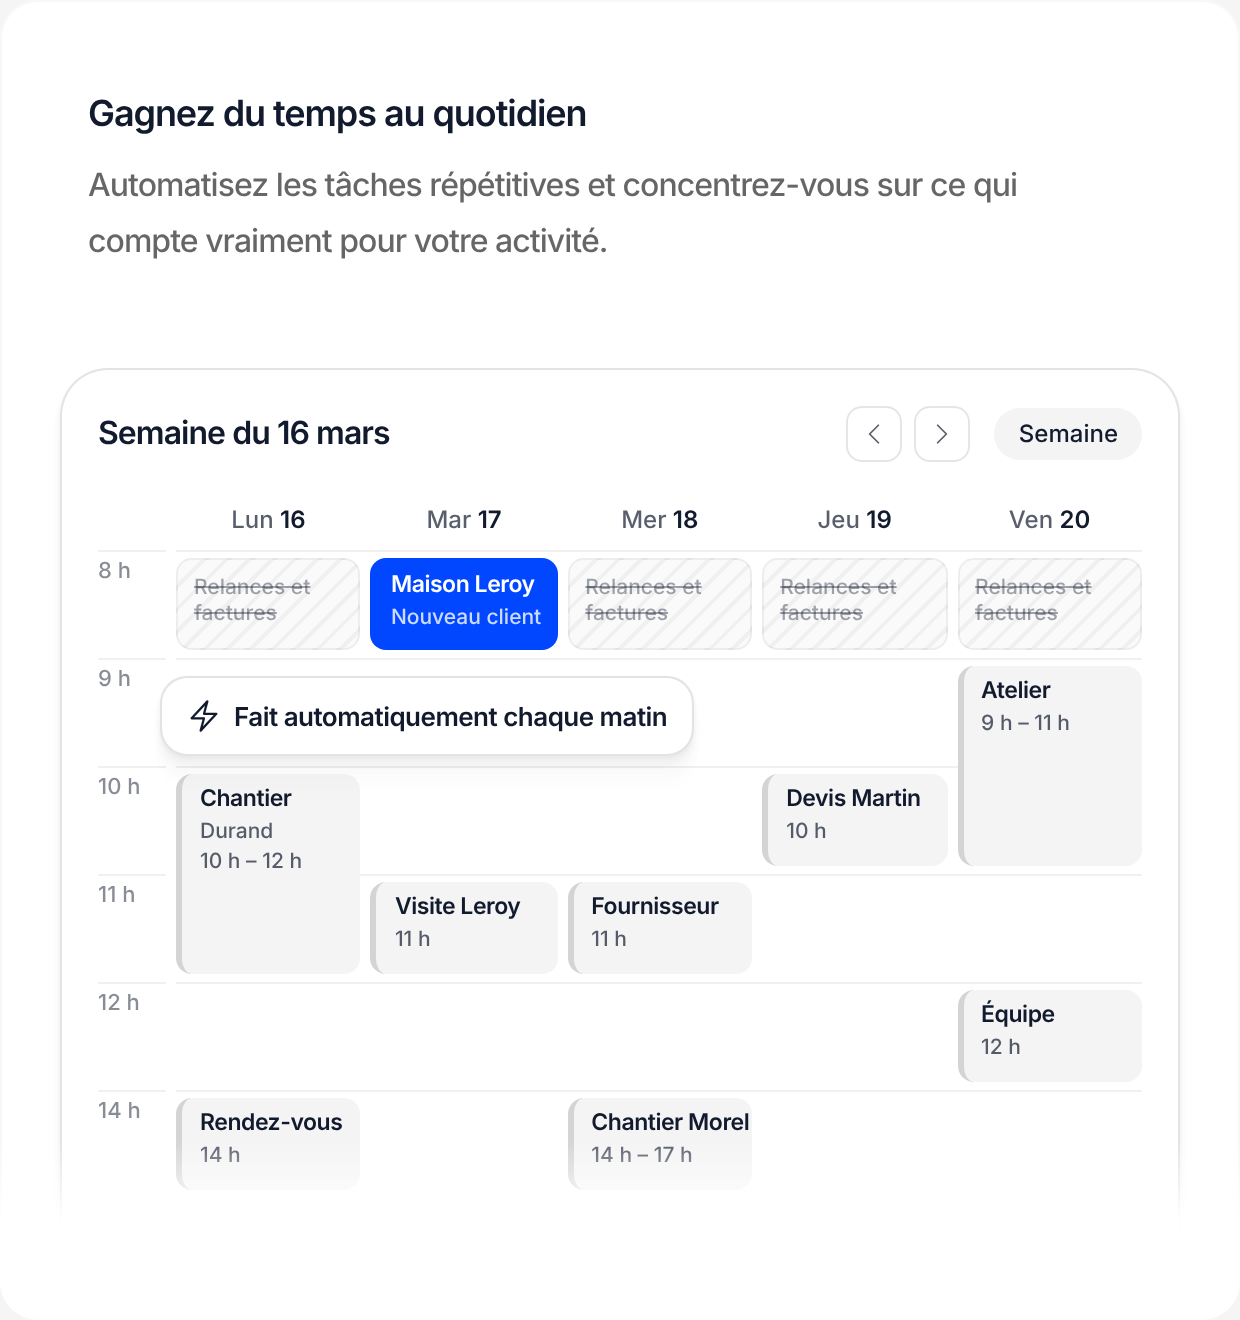 Gagnez du temps au quotidien
Automatisez les tâches répétitives et concentrez-vous sur ce qui
compte vraiment pour votre activité.
Semaine du 16 mars
Semaine
Lun 16
Mar 17
Mer 18
Jeu 19
Ven 20
8 h
Relances et
factures
Maison Leroy
Nouveau client
Relances et
factures
Relances et
factures
Relances et
factures
9 h
Fait automatiquement chaque matin
Atelier
9 h – 11 h
10 h
Chantier
Durand
10 h – 12 h
Devis Martin
10 h
11 h
Visite Leroy
11 h
Fournisseur
11 h
12 h
Équipe
12 h
14 h
Rendez-vous
14 h
Chantier Morel
14 h – 17 h